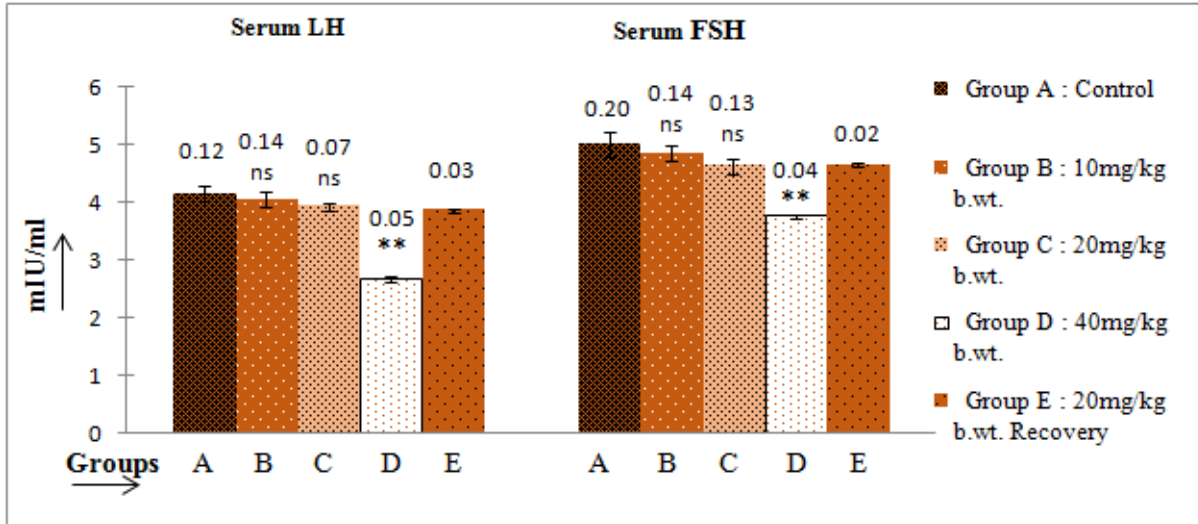 Serum LH
Serum FSH
6
5
4
3
2
1
0
mIU/ml
0.12
0.14
ns
0.07
ns
0.05
**
0.03
0.20
0.14
ns
0.13
ns
0.04
**
0.02
Groups
A
B
C
D
E
A
B
C
D
E
Group A : Control
Group B : 10mg/kg
b.wt.
Group C : 20mg/kg
b.wt.
Group D : 40mg/kg
b.wt.
Group E : 20mg/kg
b.wt. Recovery